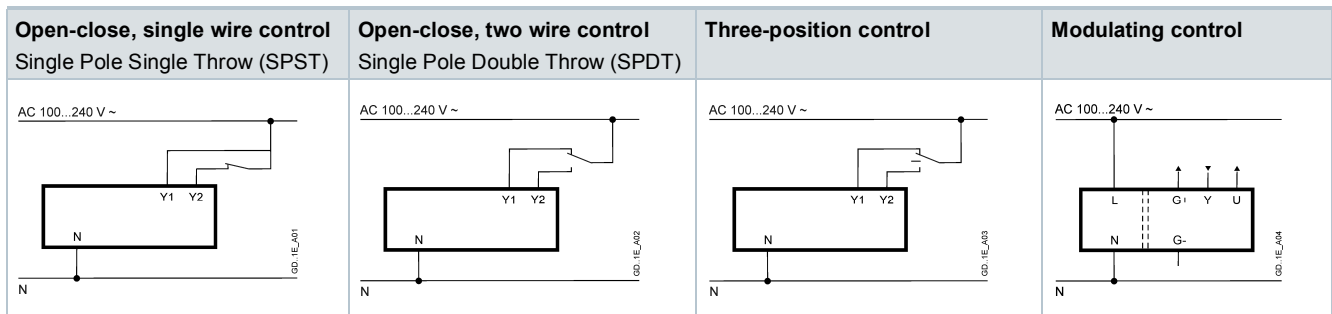 Open-close, single wire control
Single Pole Single Throw (SPST)
Open-close, two wire control
Single Pole Double Throw (SPDT)
Three-position control
Modulating control
AC 100...240 V ~
Y1 Y2
N
GD..1E_A01
N
AC 100...240 V ~
Y1 Y2
N
GD..1E_A02
N
AC 100...240 V ~
Y1 Y2
N
GD..1E_A03
N
AC 100...240 V ~
L G+ Y U
N G-
GD..1E_A04
N